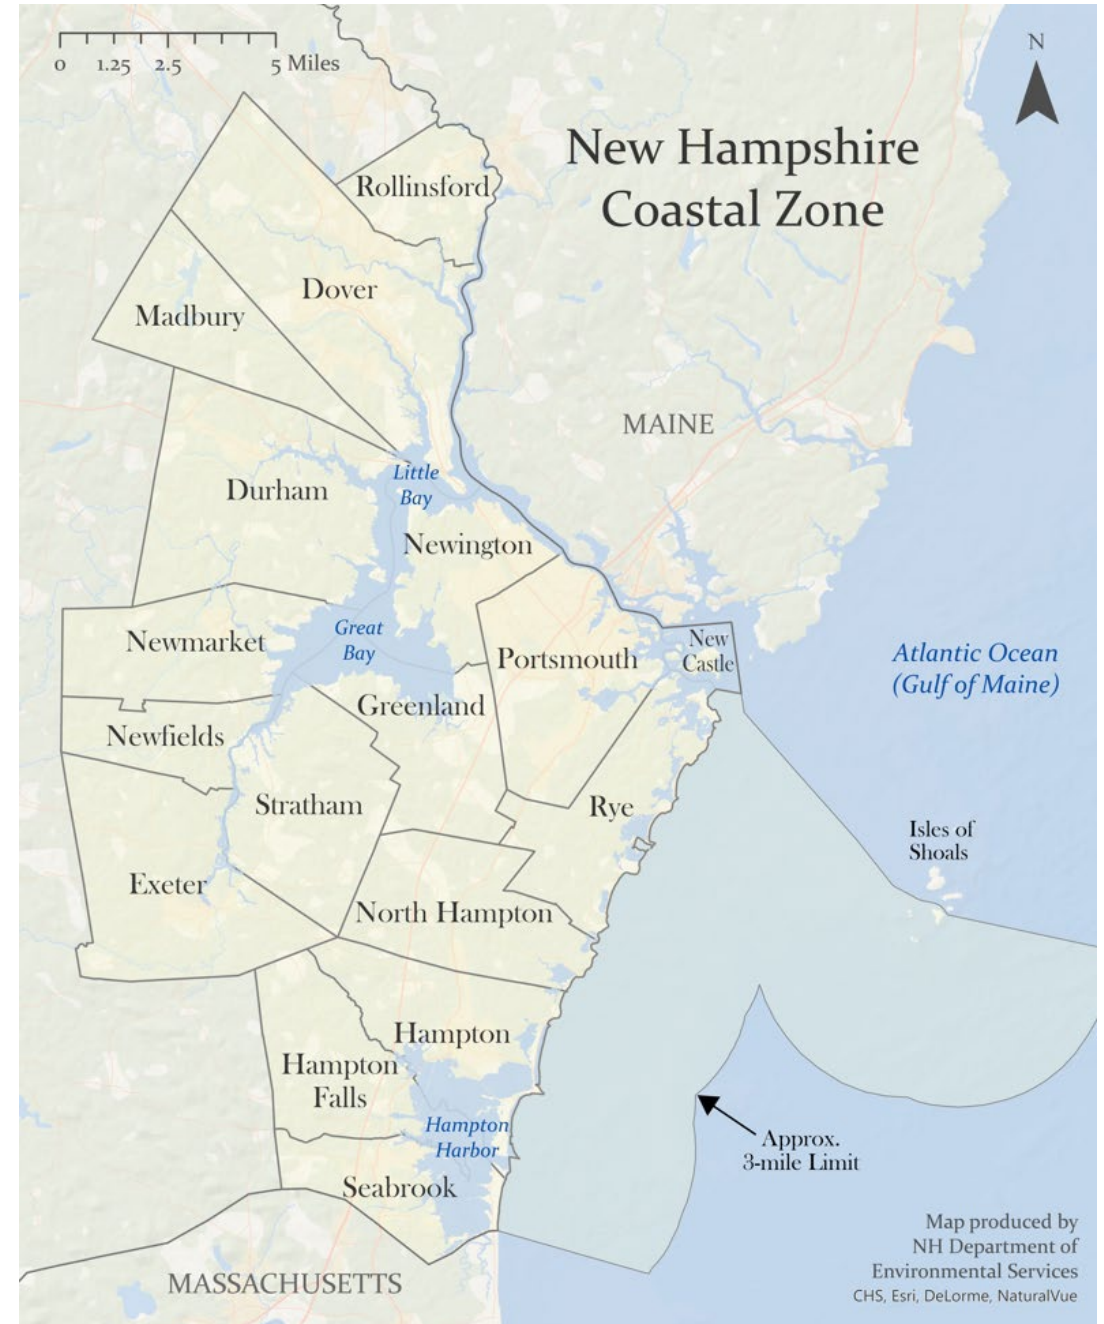 0 1.25 2.5 5 Miles
N
New Hampshire
Coastal Zone
Rollinsford
Dover
Madbury
MAINE
Little
Bay
Durham
Newington
Great
Bay
Newmarket
New
Castle
Portsmouth
Atlantic Ocean
(Gulf of Maine)
Greenland
Newfields
Stratham
Rye
Isles of
Shoals
Exeter
North Hampton
Hampton
Hampton
Falls
Hampton
Harbor
Approx.
3-mile Limit
Seabrook
MASSACHUSETTS
Map produced by
NH Department of
Environmental Services
CHS, Esri, DeLorme, NaturalVue